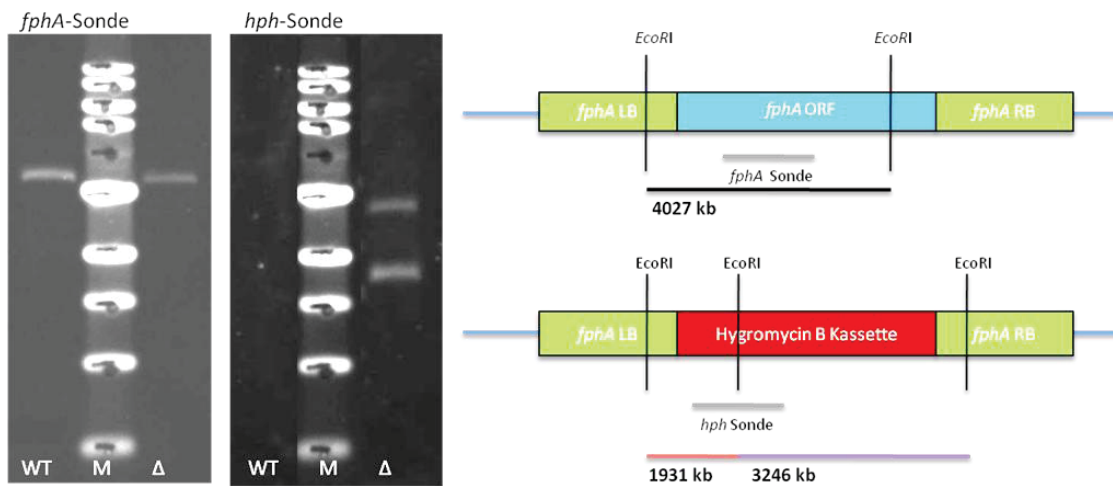 fphA-Sonde
hph-Sonde
WT M Δ
WT M Δ
EcoRI EcoRI
fphA LB fphA ORF fphA RB
fphA Sonde
4027 kb
EcoRI EcoRI EcoRI
fphA LB Hygromycin B Kassette fphA RB
hph Sonde
1931 kb 3246 kb